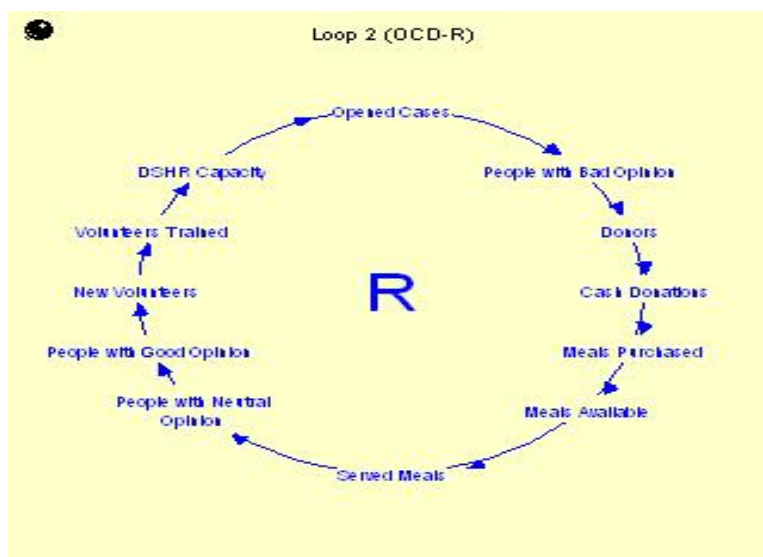 Loop 2 (OCD-R)
Opened Cases
DSHR Capacity
People with Bad Opinion
Volunteers Trained
Donors
R
New Volunteers
Cash Donations
People with Good Opinion
Meals Purchased
People with Neutral
Opinion
Meals Available
Served Meals